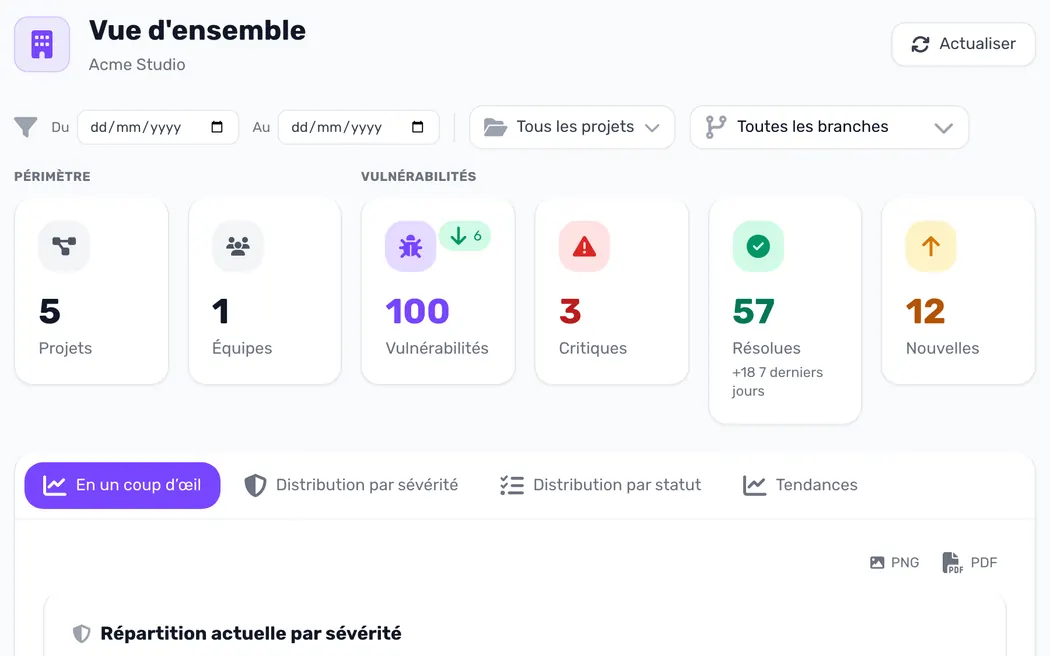 Vue d'ensemble
Acme Studio
Actualiser
Du dd/mm/yyyy Au dd/mm/yyyy Tous les projets Toutes les branches
PÉRIMÈTRE VULNÉRABILITÉS
6
5 1 100 3 57 12
Projets Équipes Vulnérabilités Critiques Résolues Nouvelles
+18 7 derniers
jours
En un coup d’œil Distribution par sévérité Distribution par statut Tendances
PNG PDF PDF
Répartition actuelle par sévérité